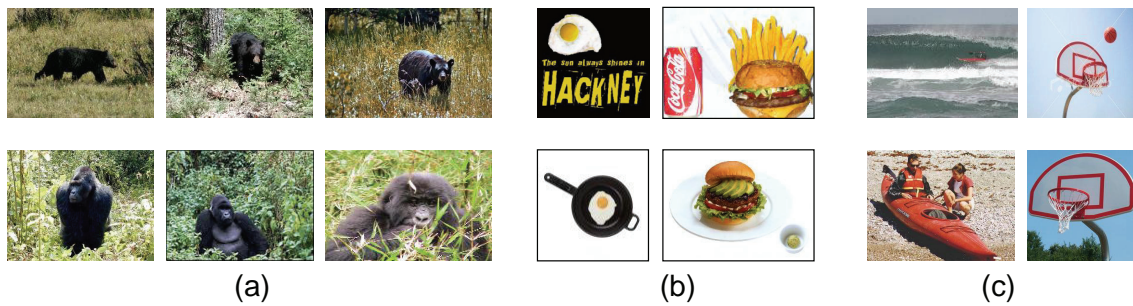 The sun always shines in
HACKNEY
Coca-Cola
(a)
(b)
(c)